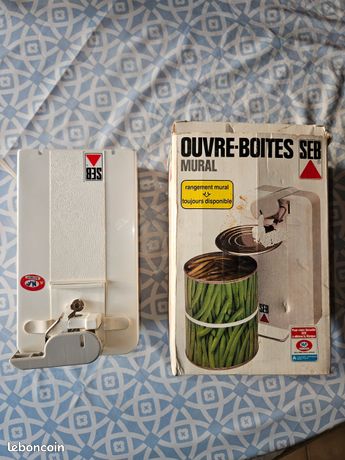 OUVRE-BOITES SEB
MURAL
rangement mural
toujours disponible
SEB
SEB
leboncoin